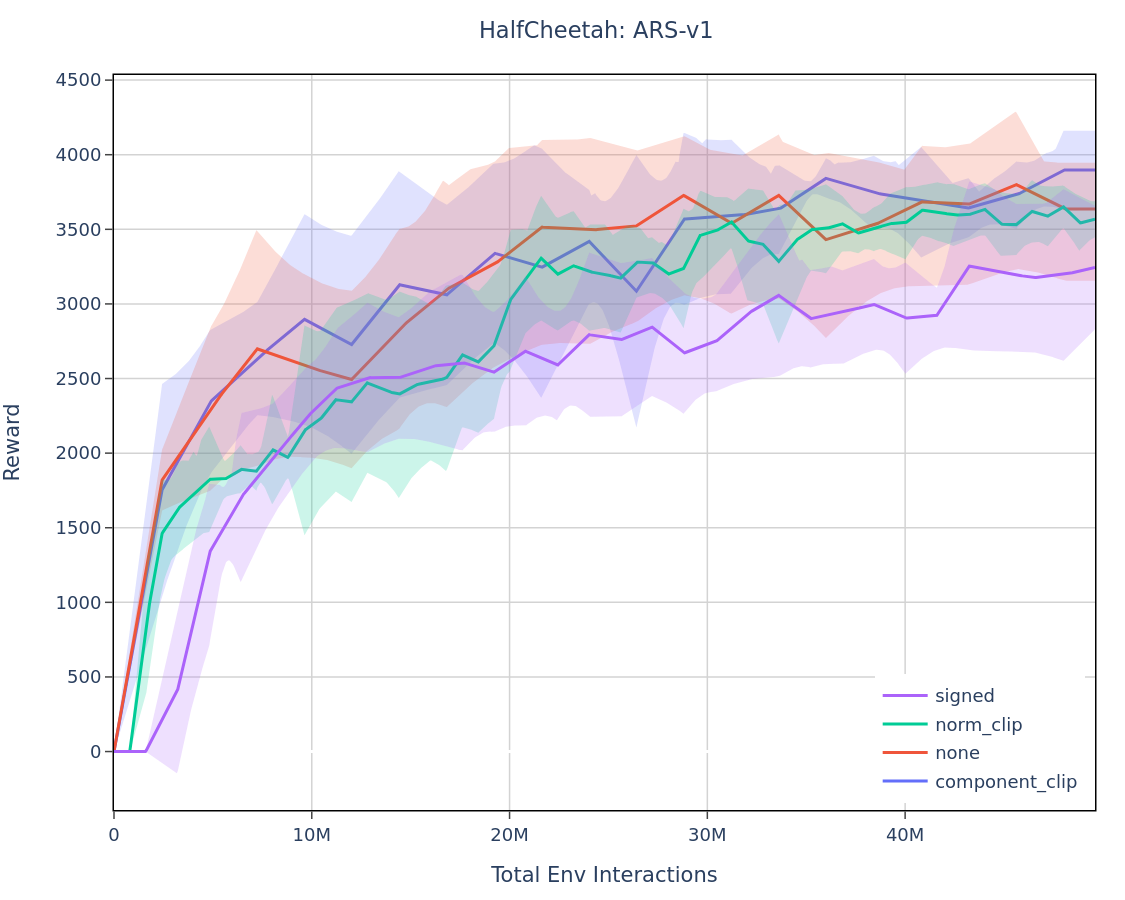 HalfCheetah: ARS-v1
4500
4000
3500
3000
2500
2000
1500
1000
500
0
Reward
signed
norm_clip
none
component_clip
0 10M 20M 30M 40M
Total Env Interactions